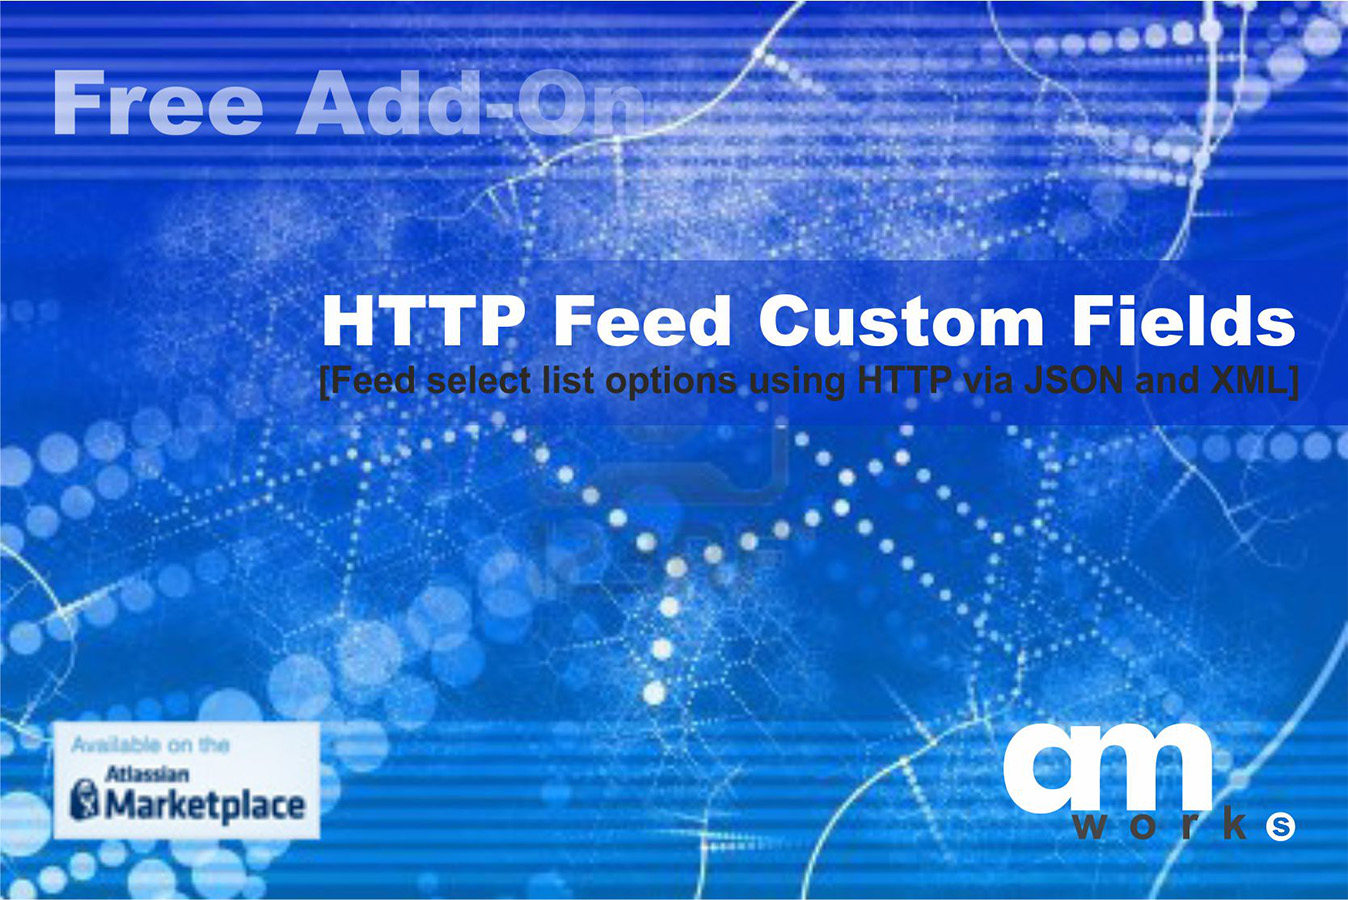 Free Add-On
HTTP Feed Custom Fields
[Feed select list options using HTTP via JSON and XML]
Available on the
Atlassian
Marketplace
am
works